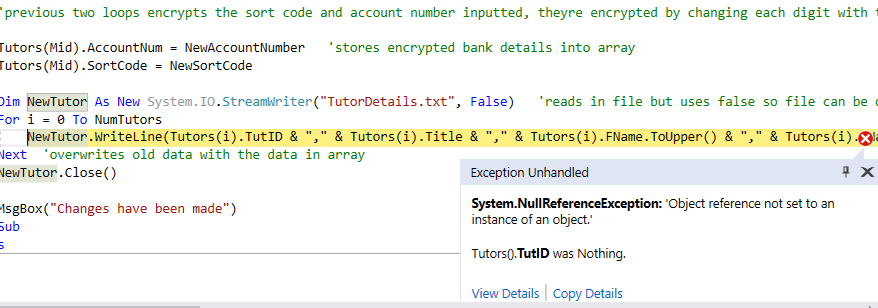 'previous two loops encrypts the sort code and account number inputted, theyre encrypted by changing each digit with
Tutors(Mid).AccountNum = NewAccountNumber 'stores encrypted bank details into array
Tutors(Mid).SortCode = NewSortCode
Dim NewTutor As New System.IO.StreamWriter("TutorDetails.txt", False) 'reads in file but uses false so file can be
For i = 0 To NumTutors
NewTutor.WriteLine(Tutors(i).TutID & "," & Tutors(i).Title & "," & Tutors(i).FName.ToUpper() & "," & Tutors(i).
Next 'overwrites old data with the data in array
NewTutor.Close()
MsgBox("Changes have been made")
Sub
s
Exception Unhandled
System.NullReferenceException: 'Object reference not set to an
instance of an object.'
Tutors().TutID was Nothing.
View Details Copy Details